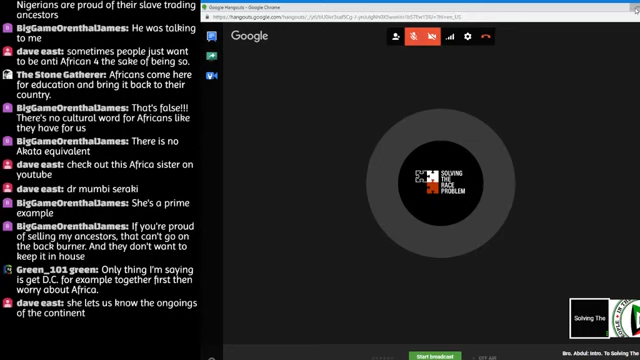 Nigerians are proud of their slave trading
ancestors
BigGameOrenthalJames: He was talking
to me
dave east: sometimes people just want
to be anti African 4 the sake of being so.
The Stone Gatherer: Africans come here
for education and bring it back to their
country.
BigGameOrenthalJames: That's false!!!
There's no cultural word for Africans like
they have for us
BigGameOrenthalJames: There is no
Akata equivalent
dave east: check out this Africa sister on
youtube
dave east: dr mumbi seraki
BigGameOrenthalJames: She's a prime
example
BigGameOrenthalJames: If you're proud
of selling my ancestors, that can't go on
the back burner. And they don't want to
keep it in house
Green_101 green: Only thing I'm saying
is get D.C. for example together first then
worry about Africa.
dave east: she lets us know the ongoings
of the continent
Google Hangouts - Google Chrome
https://hangouts.google.com/hangouts/
Google
SOLVING
THE
RACE
PROBLEM
Solving The
Bro. Abdul: Intro. To Solving The
Start broadcast
OFF AIR